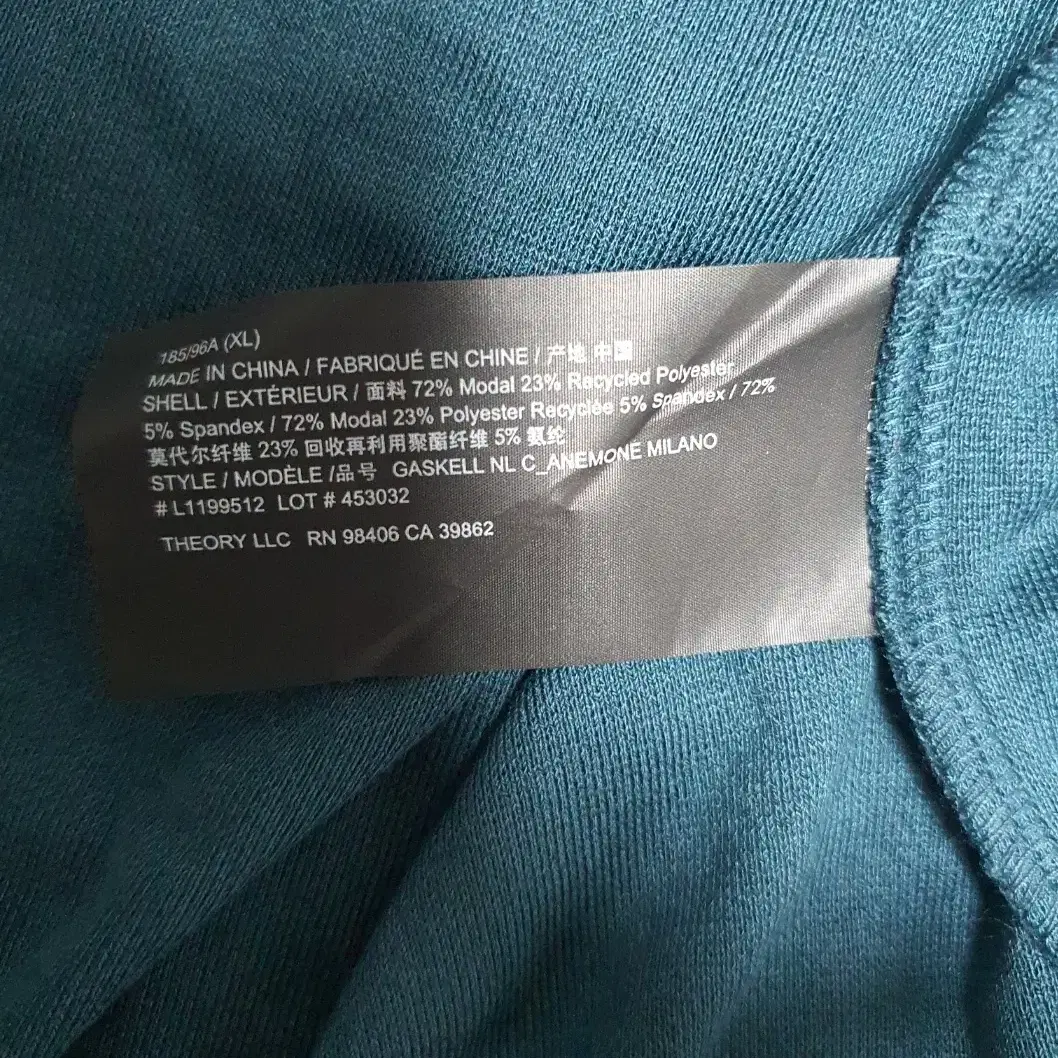 185/96A (XL)
MADE IN CHINA / FABRIQUÉ EN CHINE / 产地 中国
SHELL / EXTÉRIEUR / 面料 72% Modal 23% Recycled Polyester
5% Spandex / 72% Modal 23% Polyester Recyclée 5% Spandex / 72%
莫代尔纤维 23% 回收再利用聚酯纤维 5% 氨纶
STYLE / MODÈLE /品号 GASKELL NL C_ANEMONE MILANO
# L1199512 LOT # 453032
THEORY LLC RN 98406 CA 39862